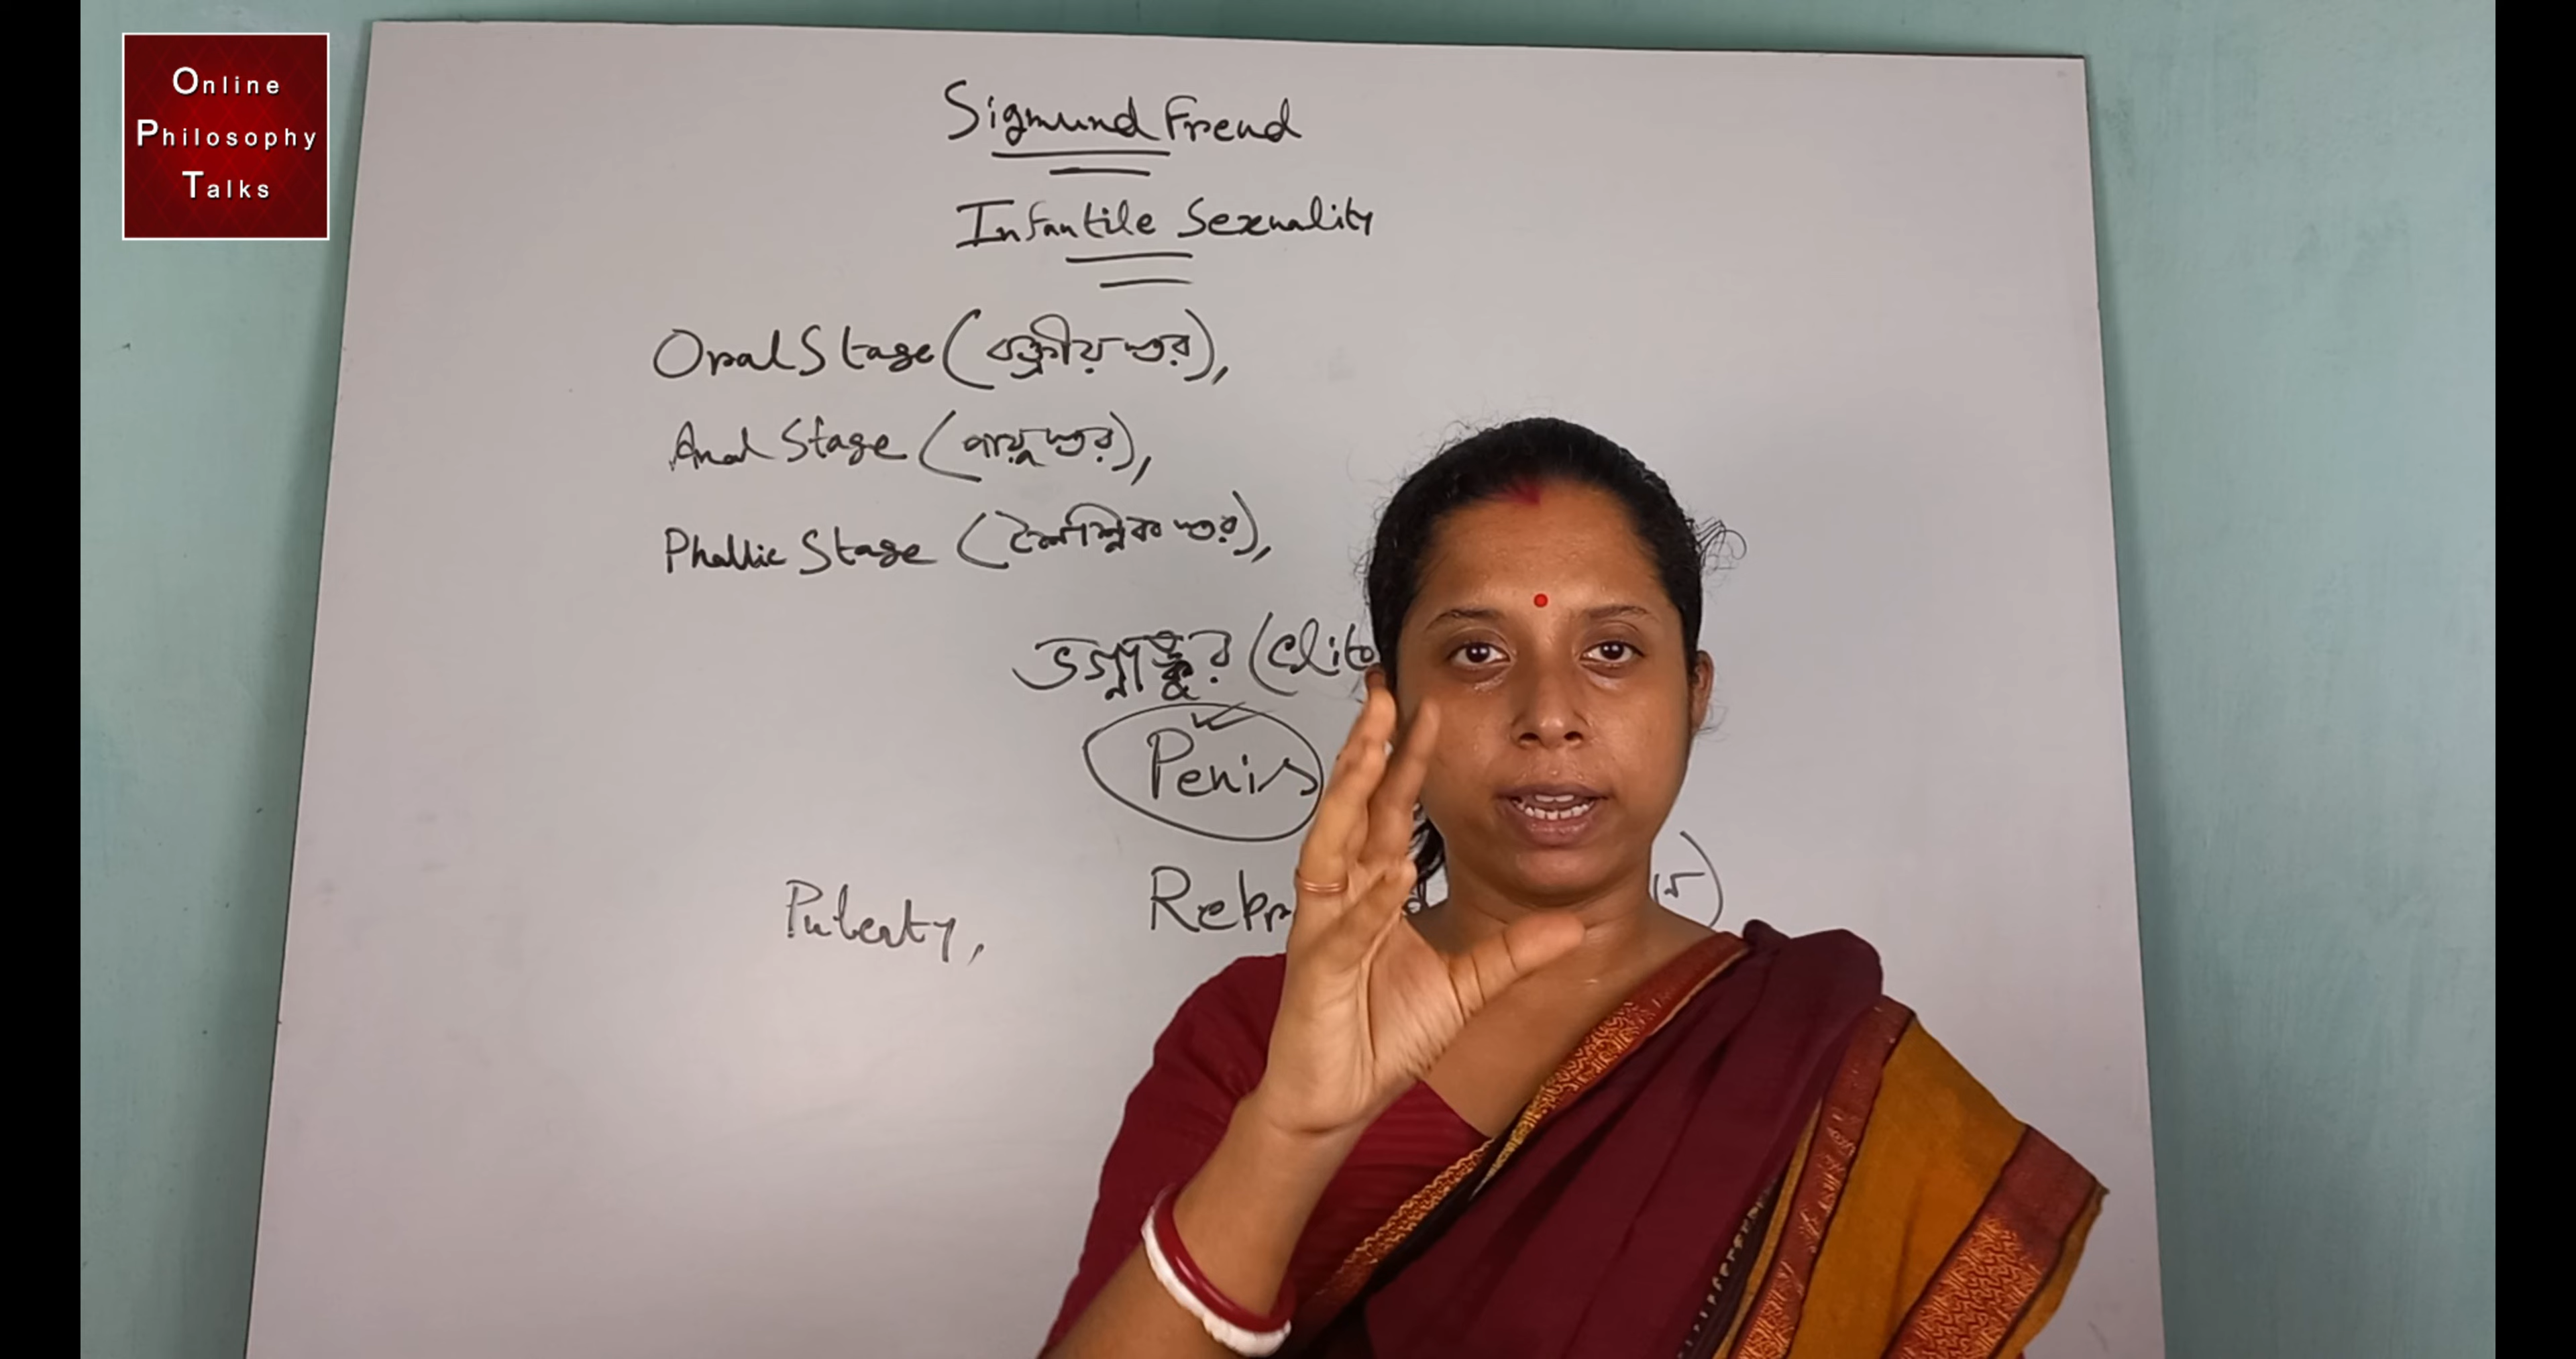 Online
Philosophy
Talks
Sigmund Freud
Infantile Sexuality
Oral Stage (বক্ত্রীয় স্তর),
Anal Stage (পায়ু স্তর),
Phallic Stage (লৈঙ্গিক স্তর),
(Clito
Penis
Puberty,